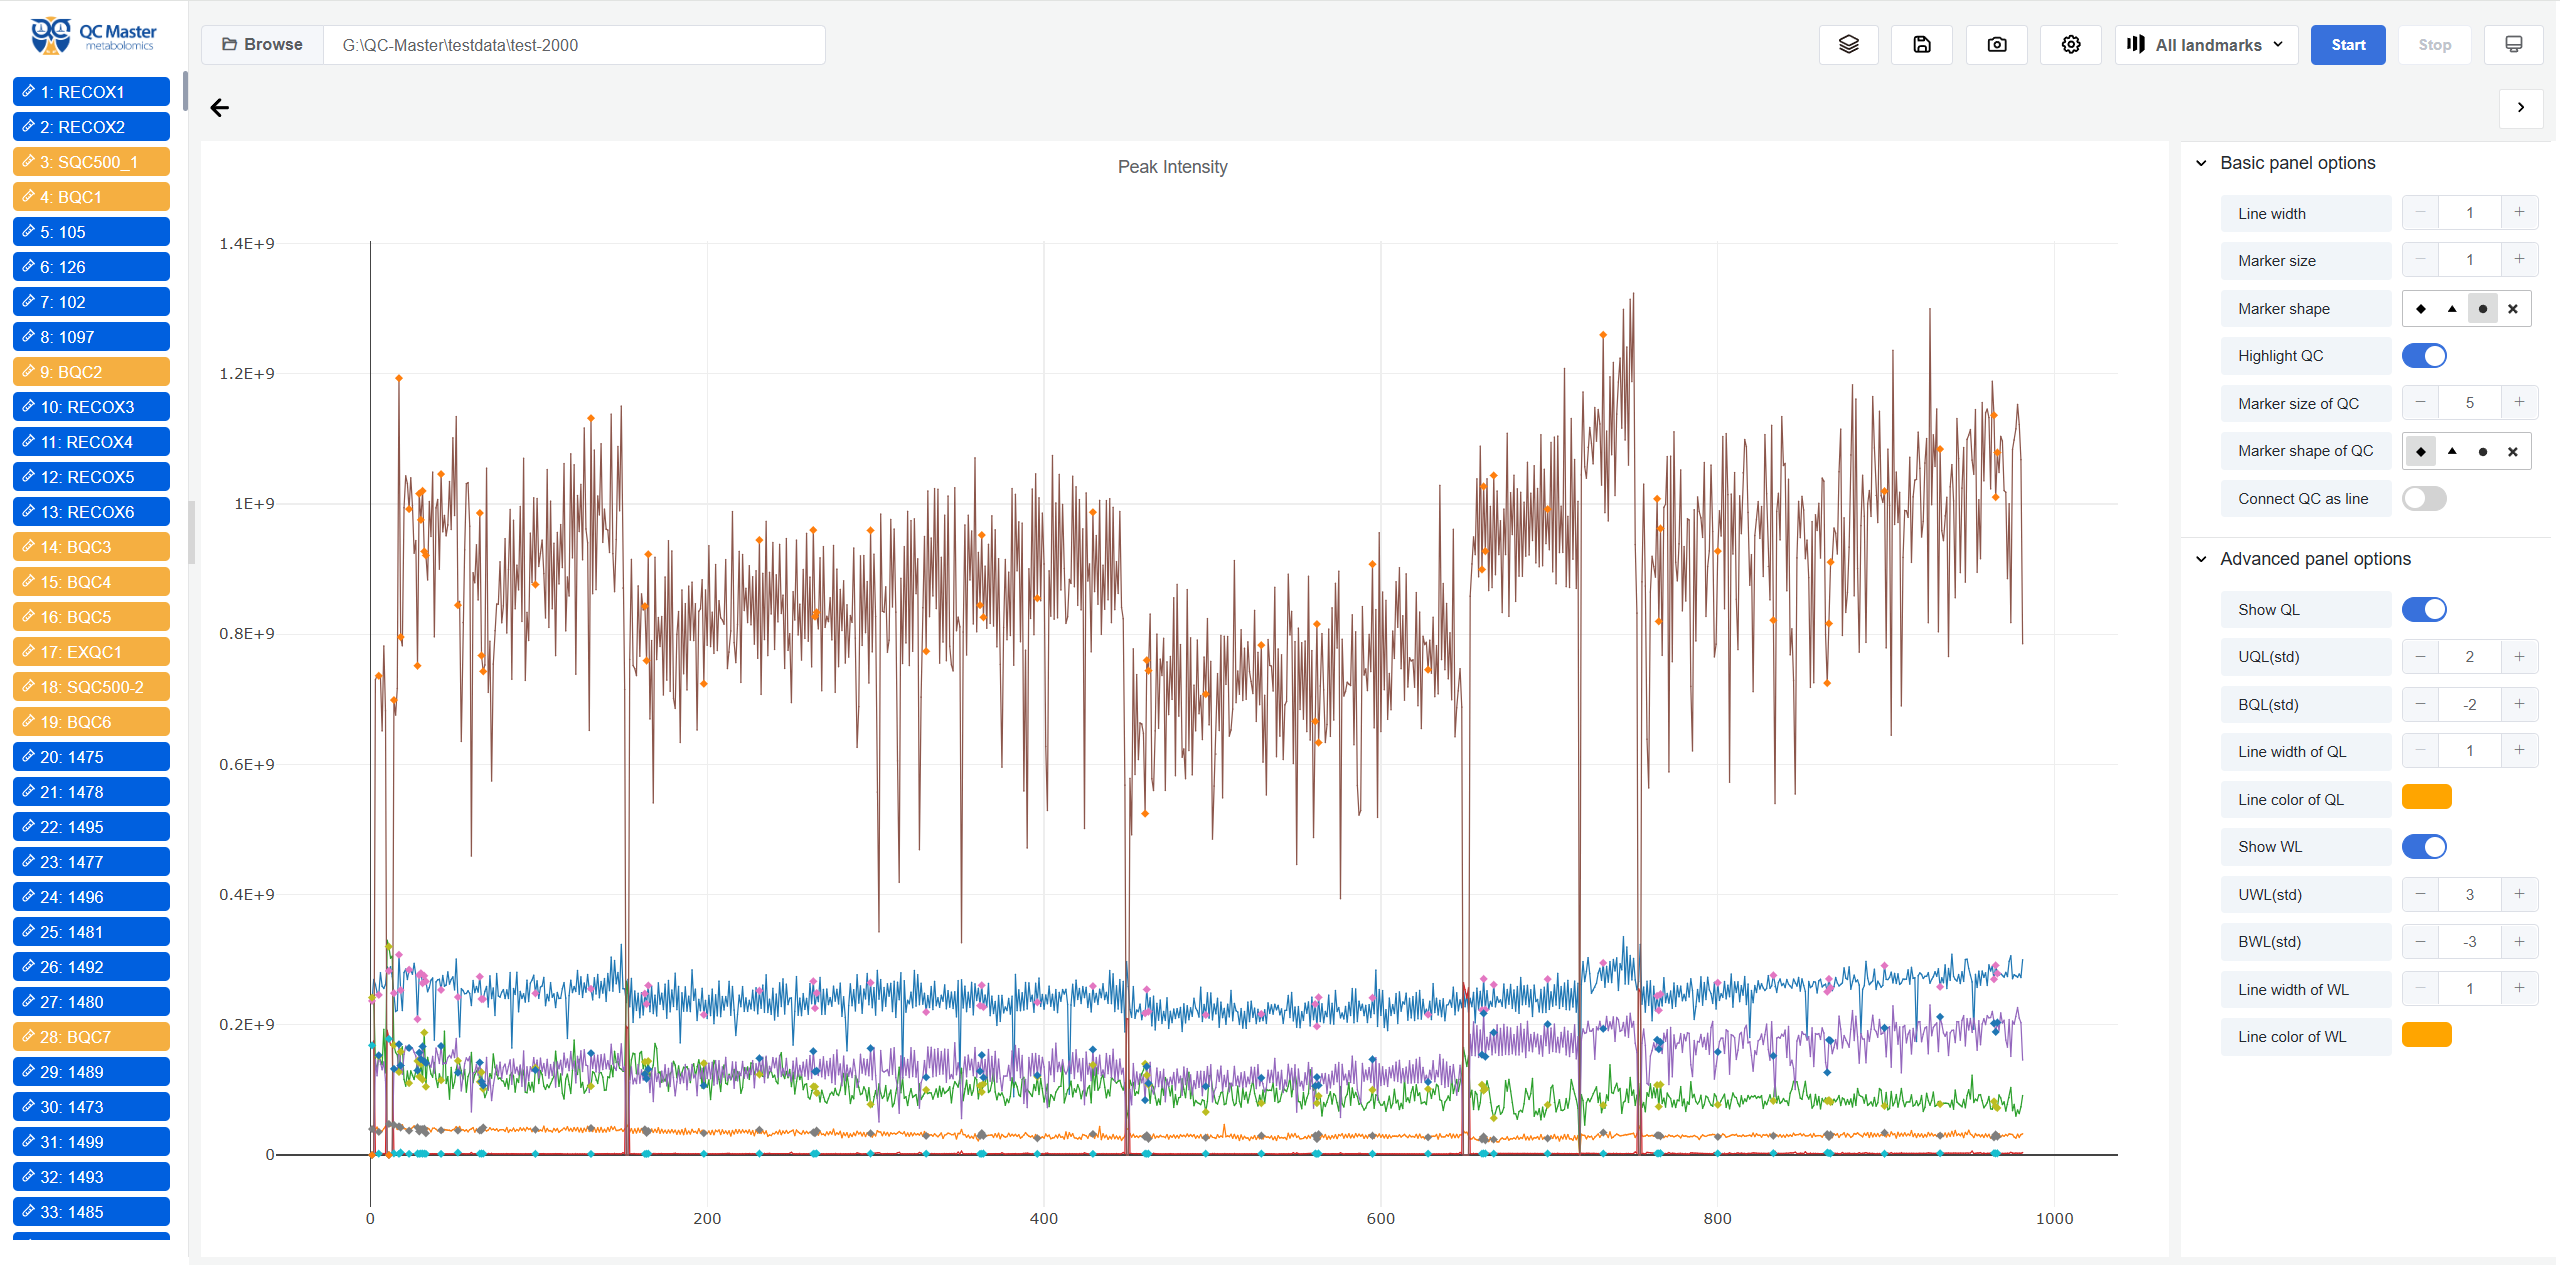 QC Master
metabolomics
Browse
G:\QC-Master\testdata\test-2000
All landmarks
Start
Stop
1: RECOX1
2: RECOX2
3: SQC500_1
4: BQC1
5: 105
6: 126
7: 102
8: 1097
9: BQC2
10: RECOX3
11: RECOX4
12: RECOX5
13: RECOX6
14: BQC3
15: BQC4
16: BQC5
17: EXQC1
18: SQC500-2
19: BQC6
20: 1475
21: 1478
22: 1495
23: 1477
24: 1496
25: 1481
26: 1492
27: 1480
28: BQC7
29: 1489
30: 1473
31: 1499
32: 1493
33: 1485
Peak Intensity
1.4E+9
1.2E+9
1E+9
0.8E+9
0.6E+9
0.4E+9
0.2E+9
0
0 200 400 600 800 1000
Basic panel options
Line width 1
Marker size 1
Marker shape
Highlight QC
Marker size of QC 5
Marker shape of QC
Connect QC as line
Advanced panel options
Show QL
UQL(std) 2
BQL(std) -2
Line width of QL 1
Line color of QL
Show WL
UWL(std) 3
BWL(std) -3
Line width of WL 1
Line color of WL